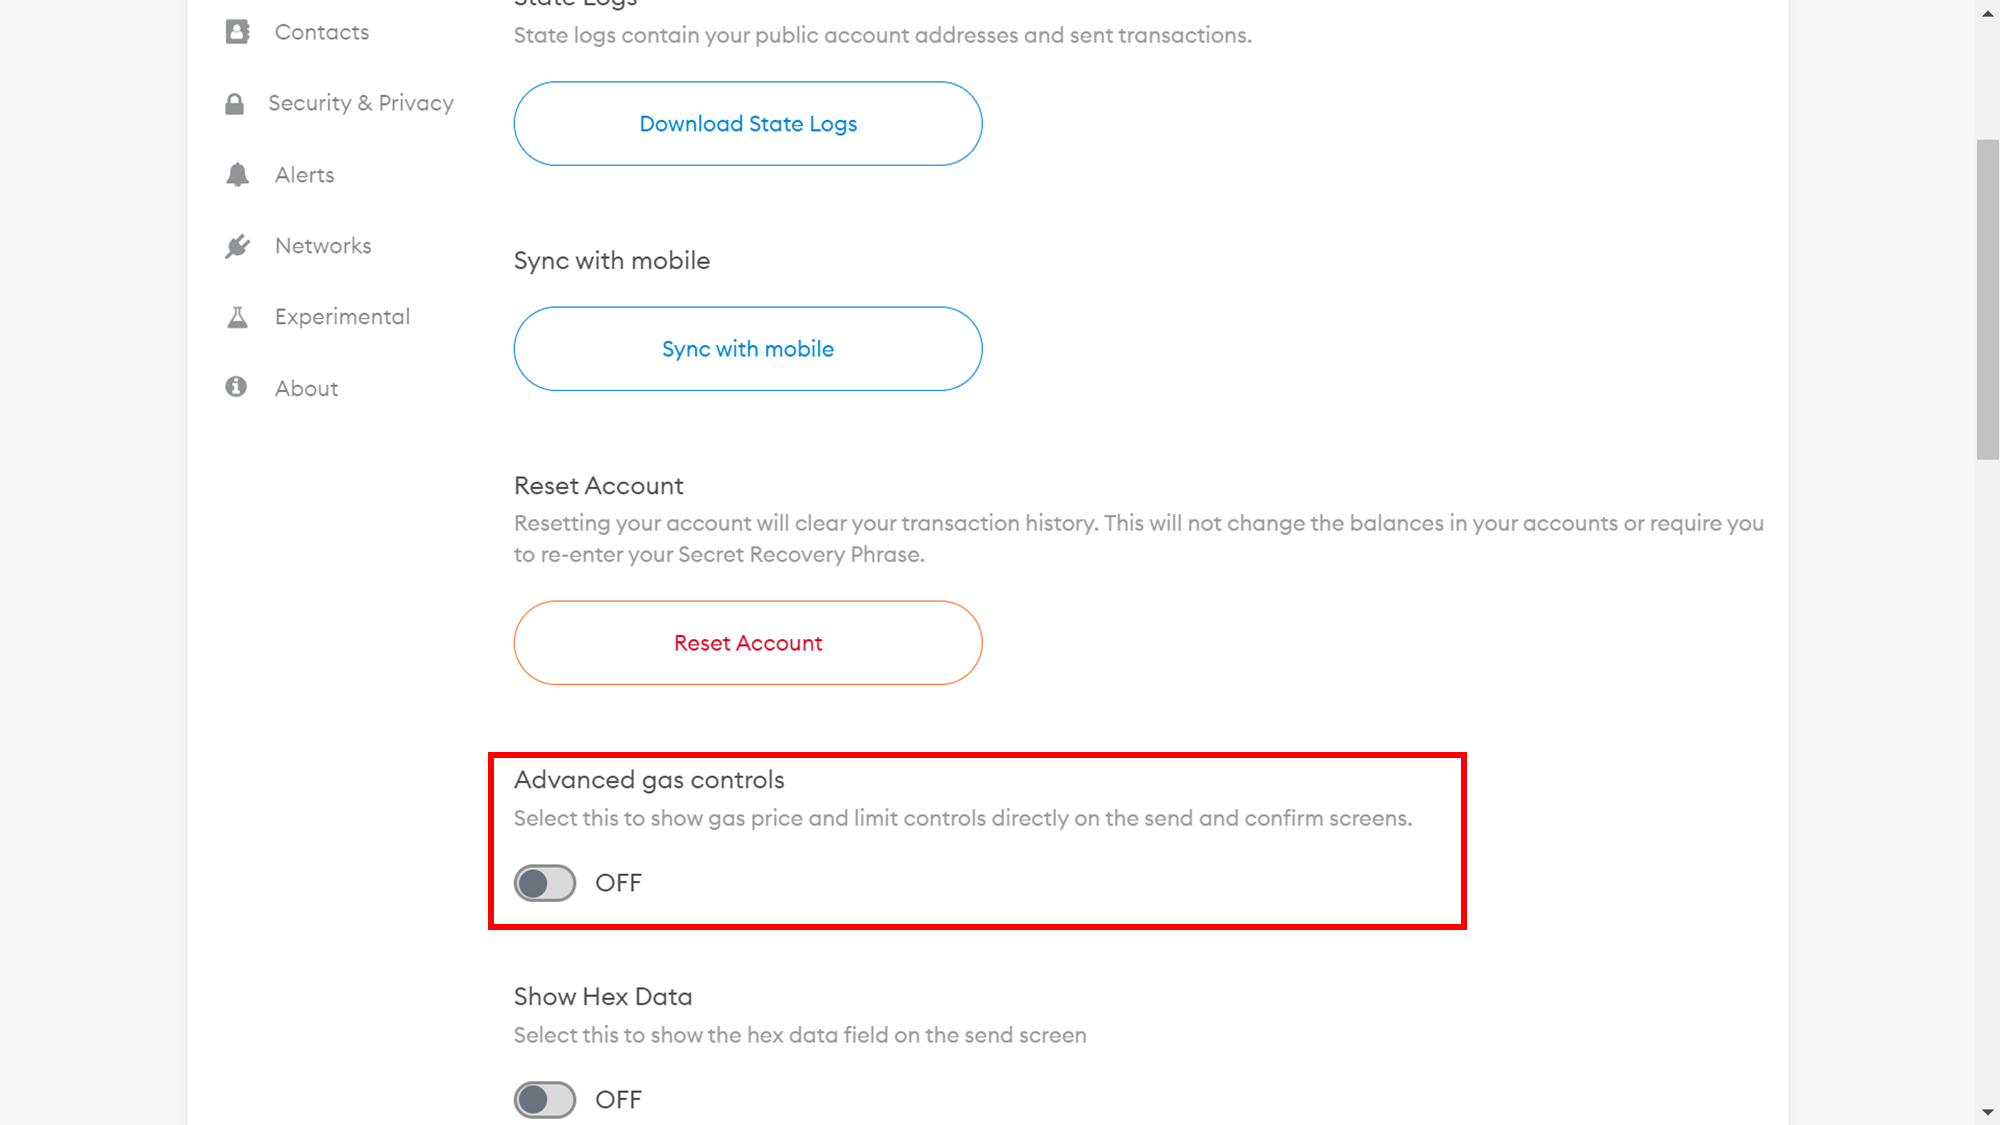 Contacts
Security & Privacy
Alerts
Networks
Experimental
About
State Logs
State logs contain your public account addresses and sent transactions.
Download State Logs
Sync with mobile
Sync with mobile
Reset Account
Resetting your account will clear your transaction history. This will not change the balances in your accounts or require you
to re-enter your Secret Recovery Phrase.
Reset Account
Advanced gas controls
Select this to show gas price and limit controls directly on the send and confirm screens.
OFF
Show Hex Data
Select this to show the hex data field on the send screen
OFF